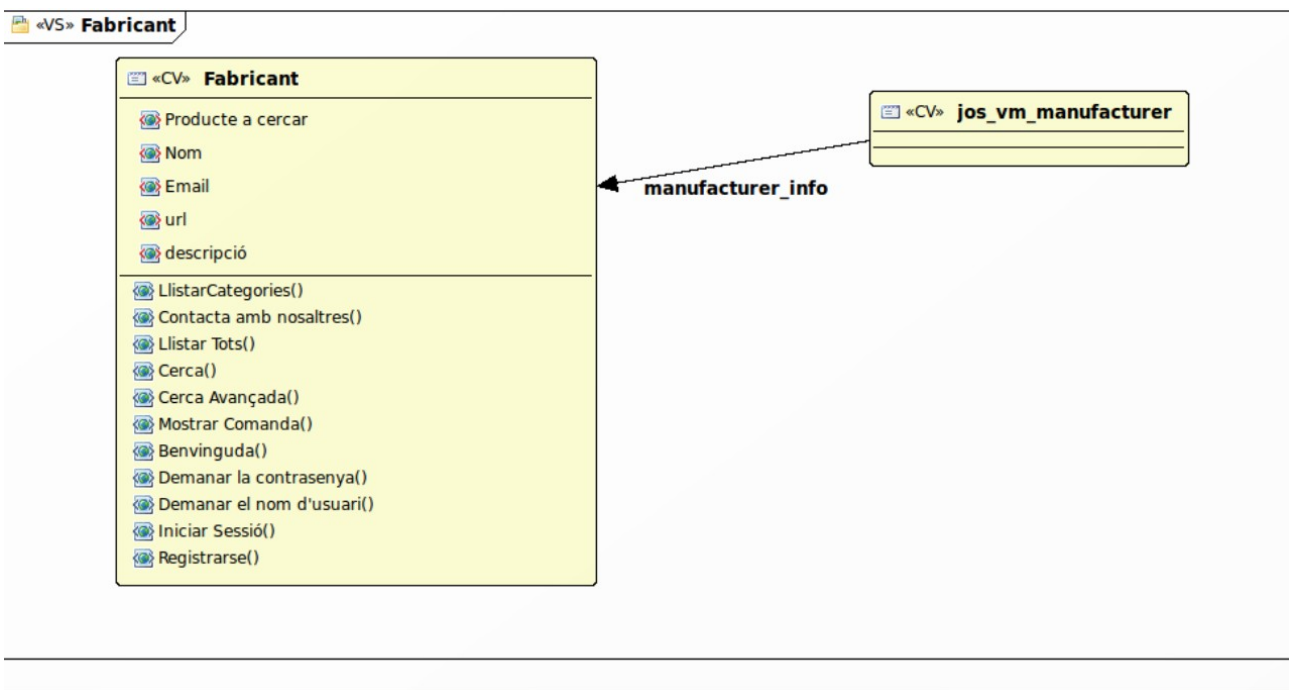 «VS» Fabricant
«CV» Fabricant
Producte a cercar
Nom
Email
url
descripció
LlistarCategories()
Contacta amb nosaltres()
Llistar Tots()
Cerca()
Cerca Avançada()
Mostrar Comanda()
Benvinguda()
Demanar la contrasenya()
Demanar el nom d'usuari()
Iniciar Sessió()
Registrarse()
manufacturer_info
«CV» jos_vm_manufacturer